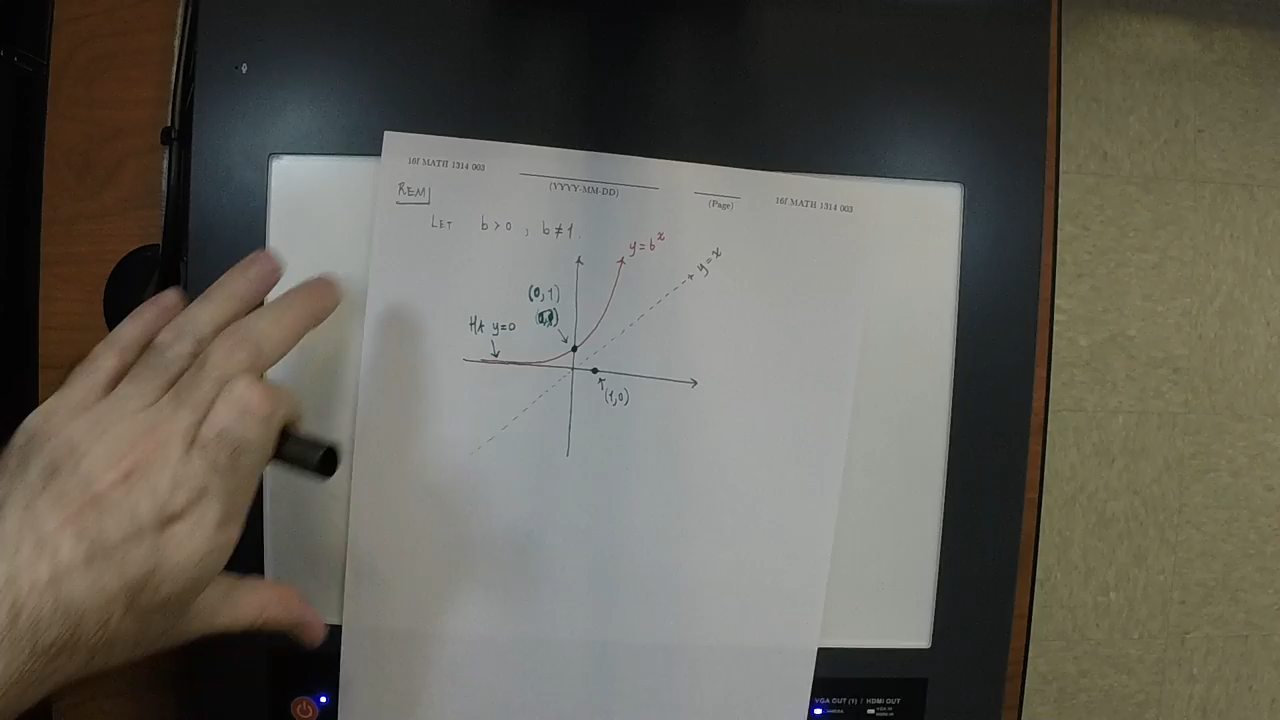 16f MATH 1314 003
(YYYY-MM-DD)
(Page)
16f MATH 1314 003
REM
LET b > 0 , b ≠ 1.
y = b^x
y = x
(0, 1)
HA y=0
(1,0)
VGA OUT (1) / HDMI OUT